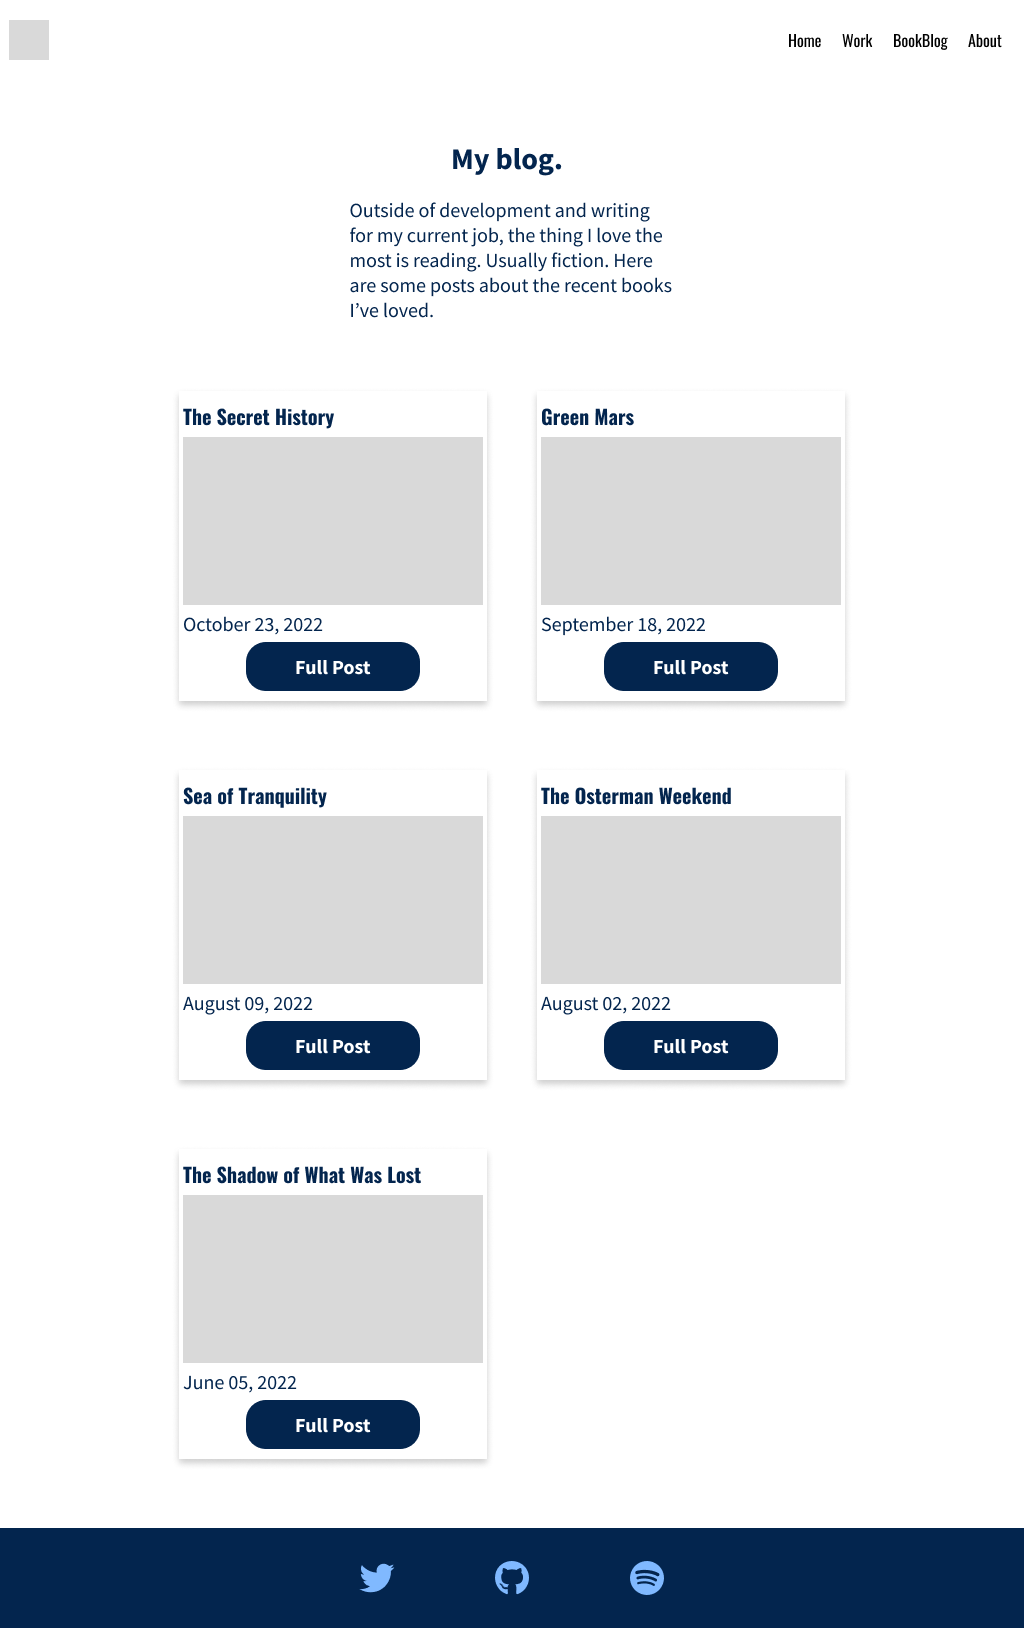 Home Work BookBlog About
My blog.
Outside of development and writing
for my current job, the thing I love the
most is reading. Usually fiction. Here
are some posts about the recent books
I’ve loved.
The Secret History
October 23, 2022
Full Post
Green Mars
September 18, 2022
Full Post
Sea of Tranquility
August 09, 2022
Full Post
The Osterman Weekend
August 02, 2022
Full Post
The Shadow of What Was Lost
June 05, 2022
Full Post